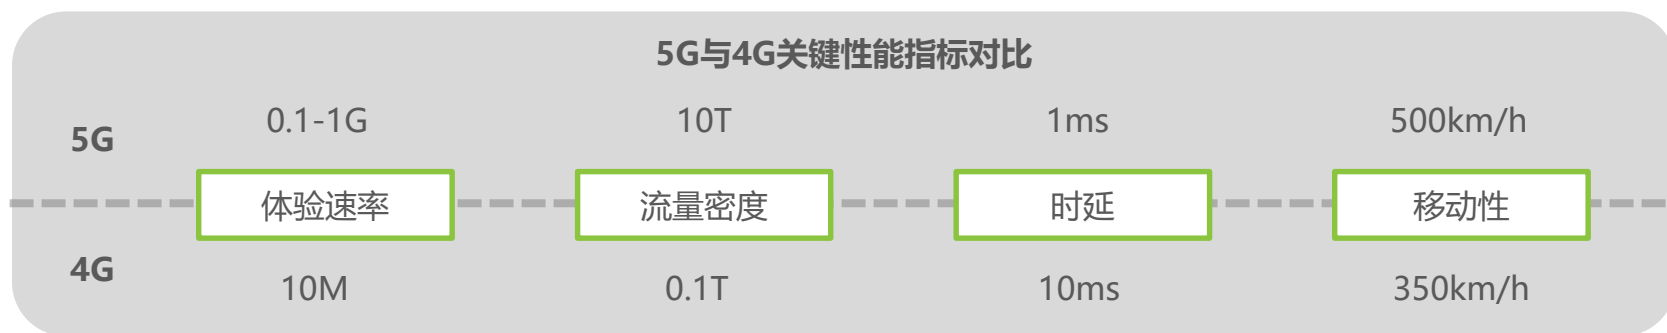 5G与4G关键性能指标对比
5G
0.1-1G
10T
1ms
500km/h
体验速率
流量密度
时延
移动性
4G
10M
0.1T
10ms
350km/h